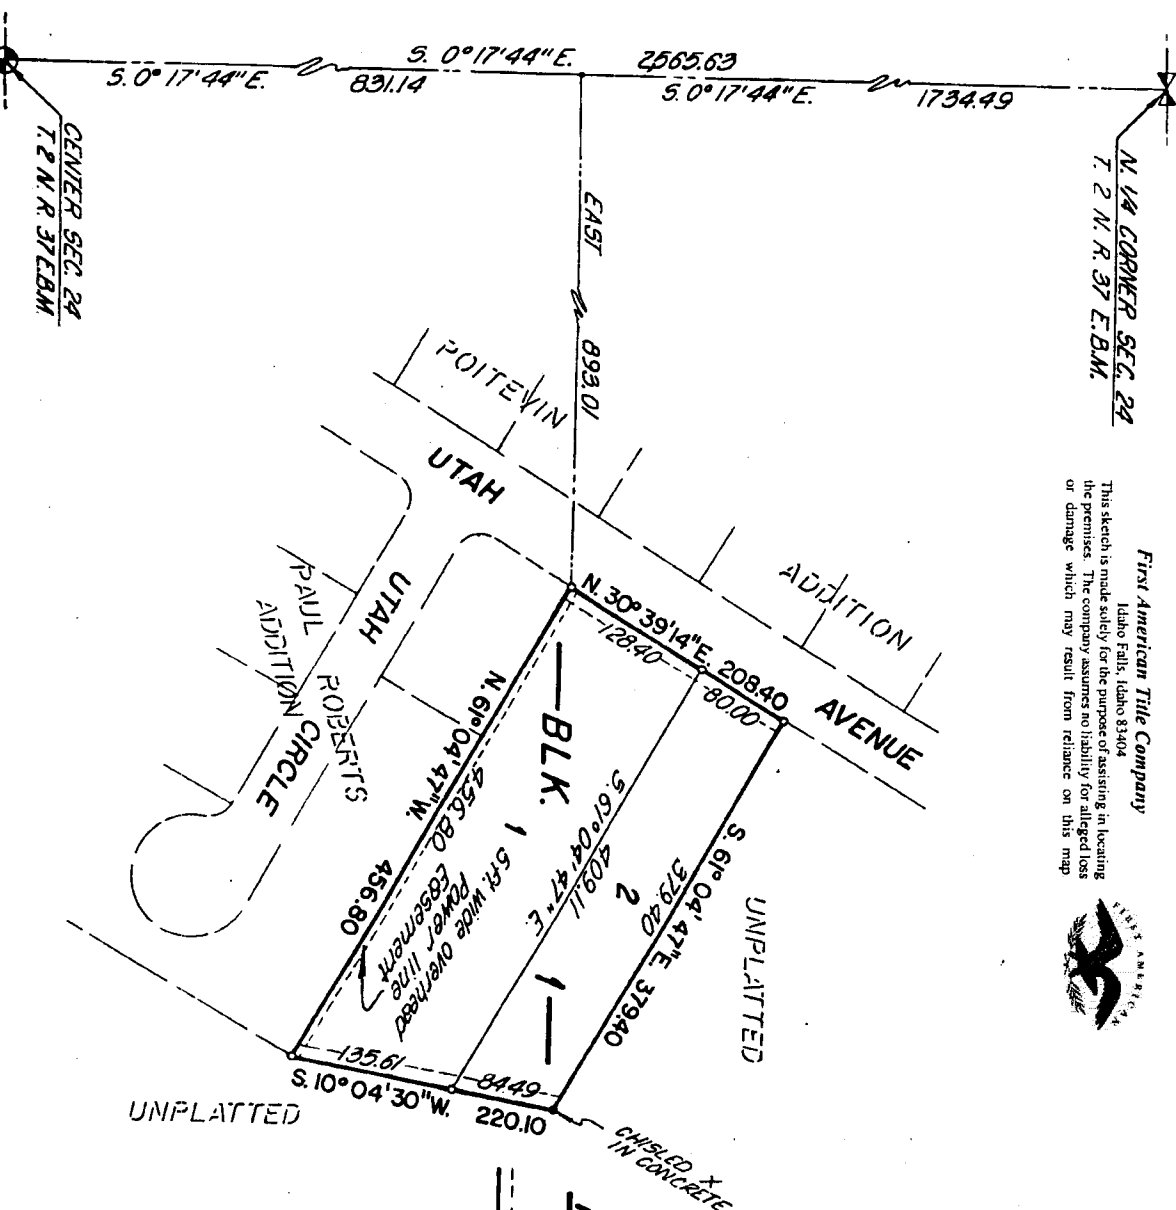 S. 0° 17' 44" E. 2565.63
S. 0° 17' 44" E. 831.14
S. 0° 17' 44" E. 1734.49
CENTER SEC. 24
T. 2 N. R. 37 E.B.M.
N. 1/4 CORNER SEC. 24
T. 2 N. R. 37 E.B.M.
EAST 893.01
First American Title Company
Idaho Falls, Idaho 83404
This sketch is made solely for the purpose of assisting in locating
the premises. The company assumes no liability for alleged loss
or damage which may result from reliance on this map
FIRST AMERICAN
POITEVIN ADDITION
UTAH AVENUE
UTAH CIRCLE
PAUL ROBERTS
ADDITION
N. 30° 39' 14" E. 208.40
128.40
80.00
BLK. 1
N. 61° 04' 47" W. 456.80
456.80
1
5 ft. wide overhead
Power line
Easement
S. 61° 04' 47" E.
409.11
2
S. 61° 04' 47" E. 379.40
379.40
UNPLATTED
135.61
84.49
S. 10° 04' 30" W. 220.10
UNPLATTED
CHISLED X
IN CONCRETE